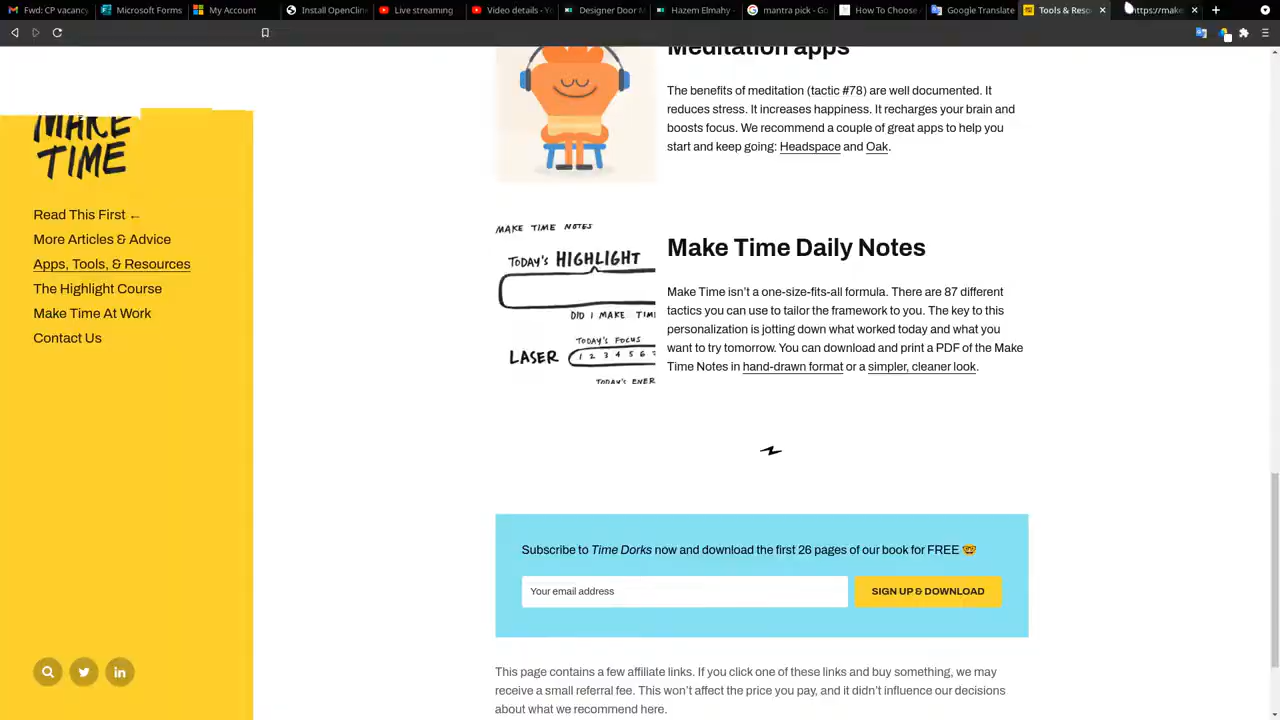 Fwd: CP vacancy
Microsoft Forms
My Account
Install OpenCline
Live streaming
Video details - Yo
Designer Door M
Hazem Elnahy
mantra pick - Go
How To Choose
Google Translate
Tools & Reso
https://make
MAKE
TIME
Read This First ←
More Articles & Advice
Apps, Tools, & Resources
The Highlight Course
Make Time At Work
Contact Us
Meditation apps
The benefits of meditation (tactic #78) are well documented. It
reduces stress. It increases happiness. It recharges your brain and
boosts focus. We recommend a couple of great apps to help you
start and keep going: Headspace and Oak.
MAKE TIME NOTES
TODAY'S HIGHLIGHT
DID I MAKE TIM
TODAY'S FOCUS
LASER 1 2 3 4 5 6 7
TODAY'S ENER
Make Time Daily Notes
Make Time isn't a one-size-fits-all formula. There are 87 different
tactics you can use to tailor the framework to you. The key to this
personalization is jotting down what worked today and what you
want to try tomorrow. You can download and print a PDF of the Make
Time Notes in hand-drawn format or a simpler, cleaner look.
Subscribe to Time Dorks now and download the first 26 pages of our book for FREE 🤓
Your email address
SIGN UP & DOWNLOAD
This page contains a few affiliate links. If you click one of these links and buy something, we may
receive a small referral fee. This won't affect the price you pay, and it didn't influence our decisions
about what we recommend here.